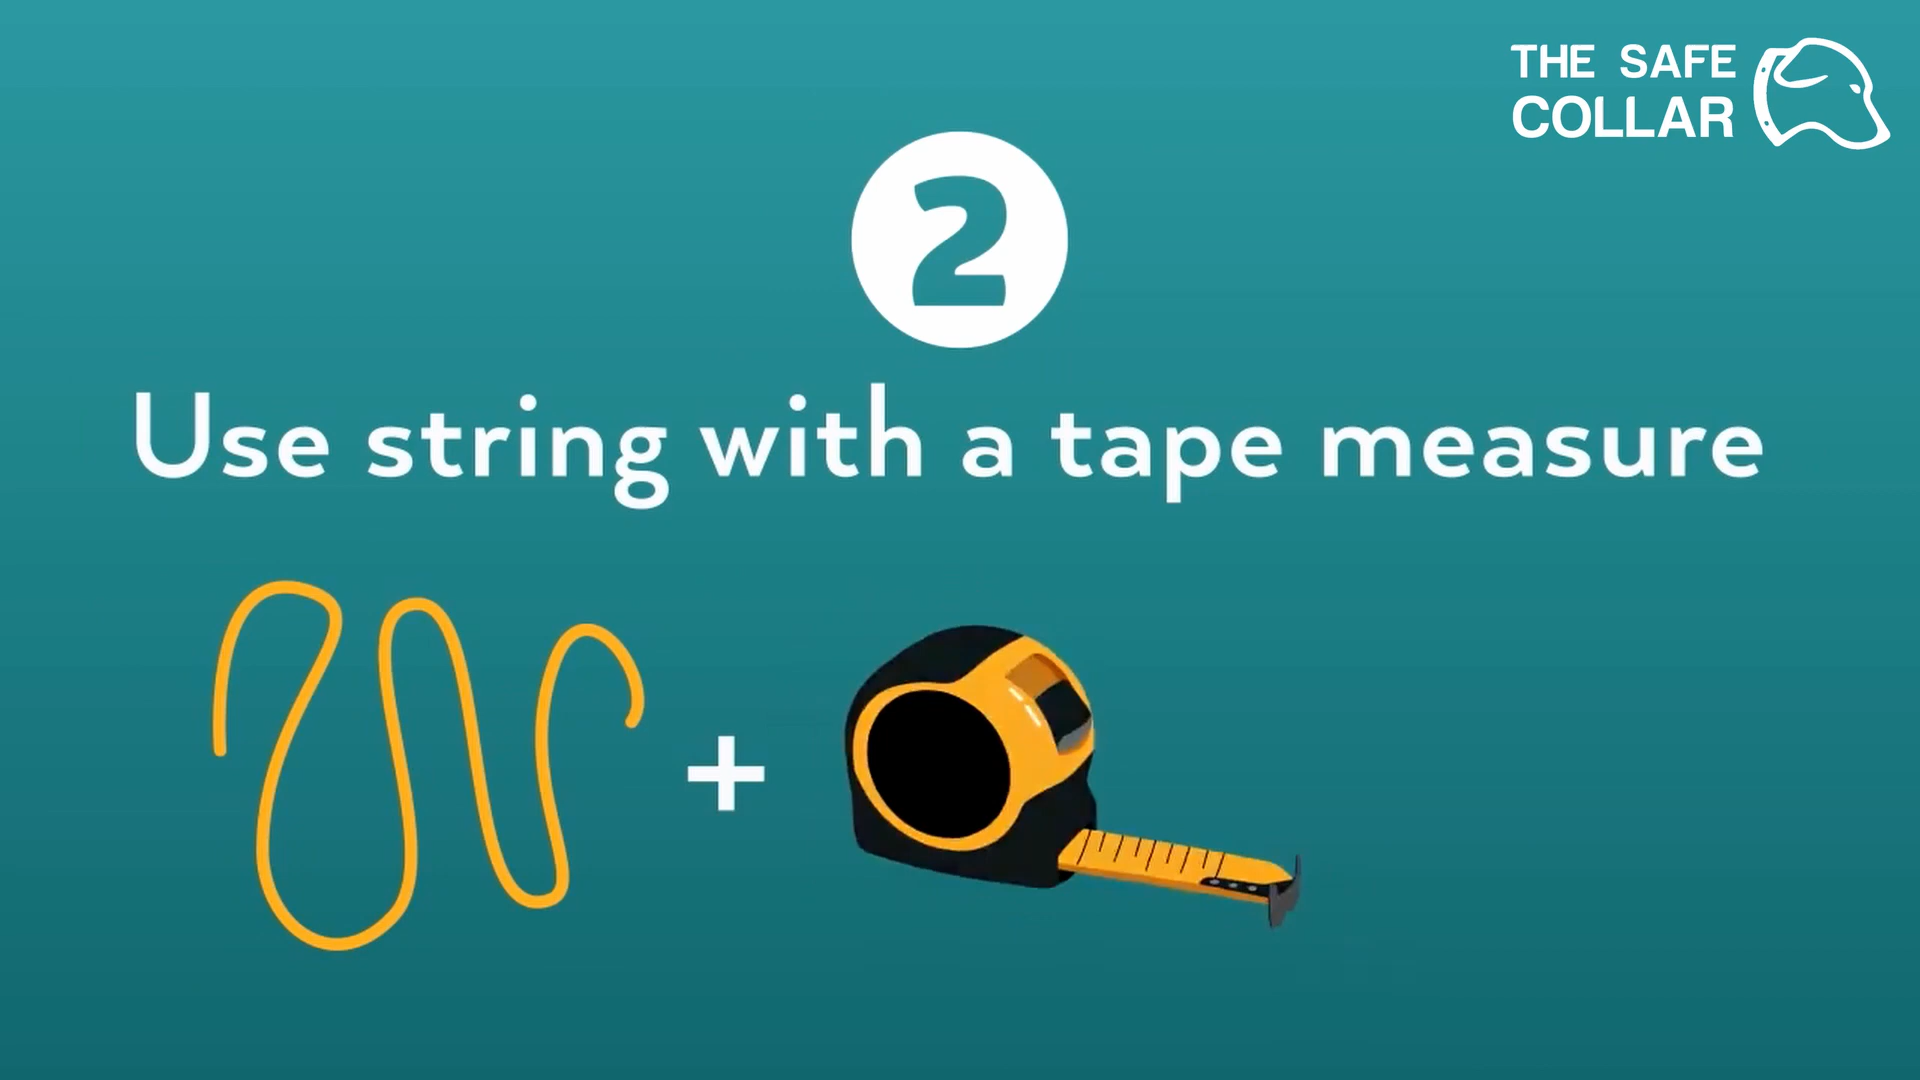 THE SAFE
COLLAR
2
Use string with a tape measure
+